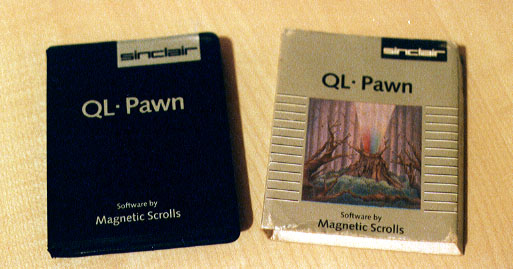 sinclair
QL· Pawn
Software by
Magnetic Scrolls
sinclair
QL· Pawn
Software by
Magnetic Scrolls